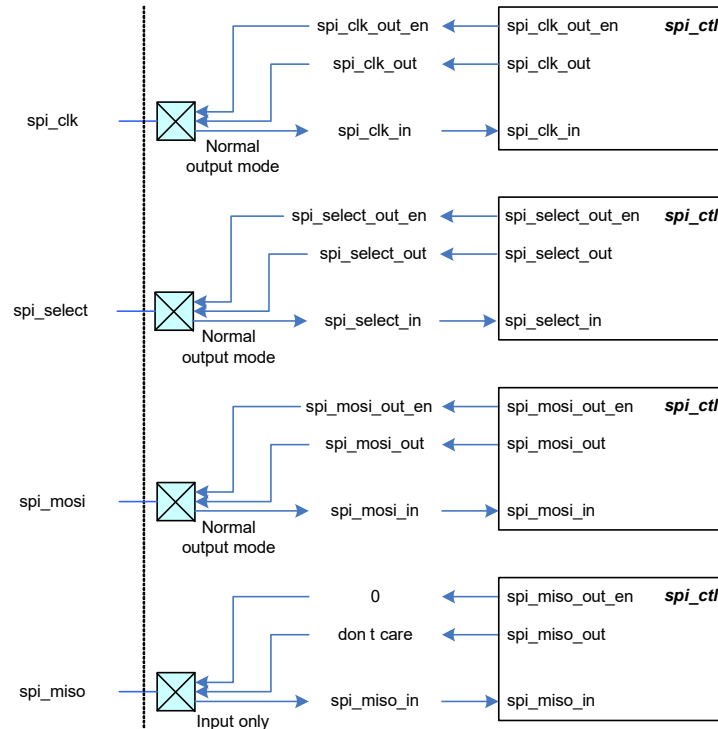 spi_clk_out_en spi_clk_out_en spi_ctl
spi_clk_out spi_clk_out
spi_clk spi_clk_in spi_clk_in
Normal
output mode
spi_select_out_en spi_select_out_en spi_ctl
spi_select_out spi_select_out
spi_select spi_select_in spi_select_in
Normal
output mode
spi_mosi_out_en spi_mosi_out_en spi_ctl
spi_mosi_out spi_mosi_out
spi_mosi spi_mosi_in spi_mosi_in
Normal
output mode
0 spi_miso_out_en spi_ctl
don t care spi_miso_out
spi_miso spi_miso_in spi_miso_in
Input only